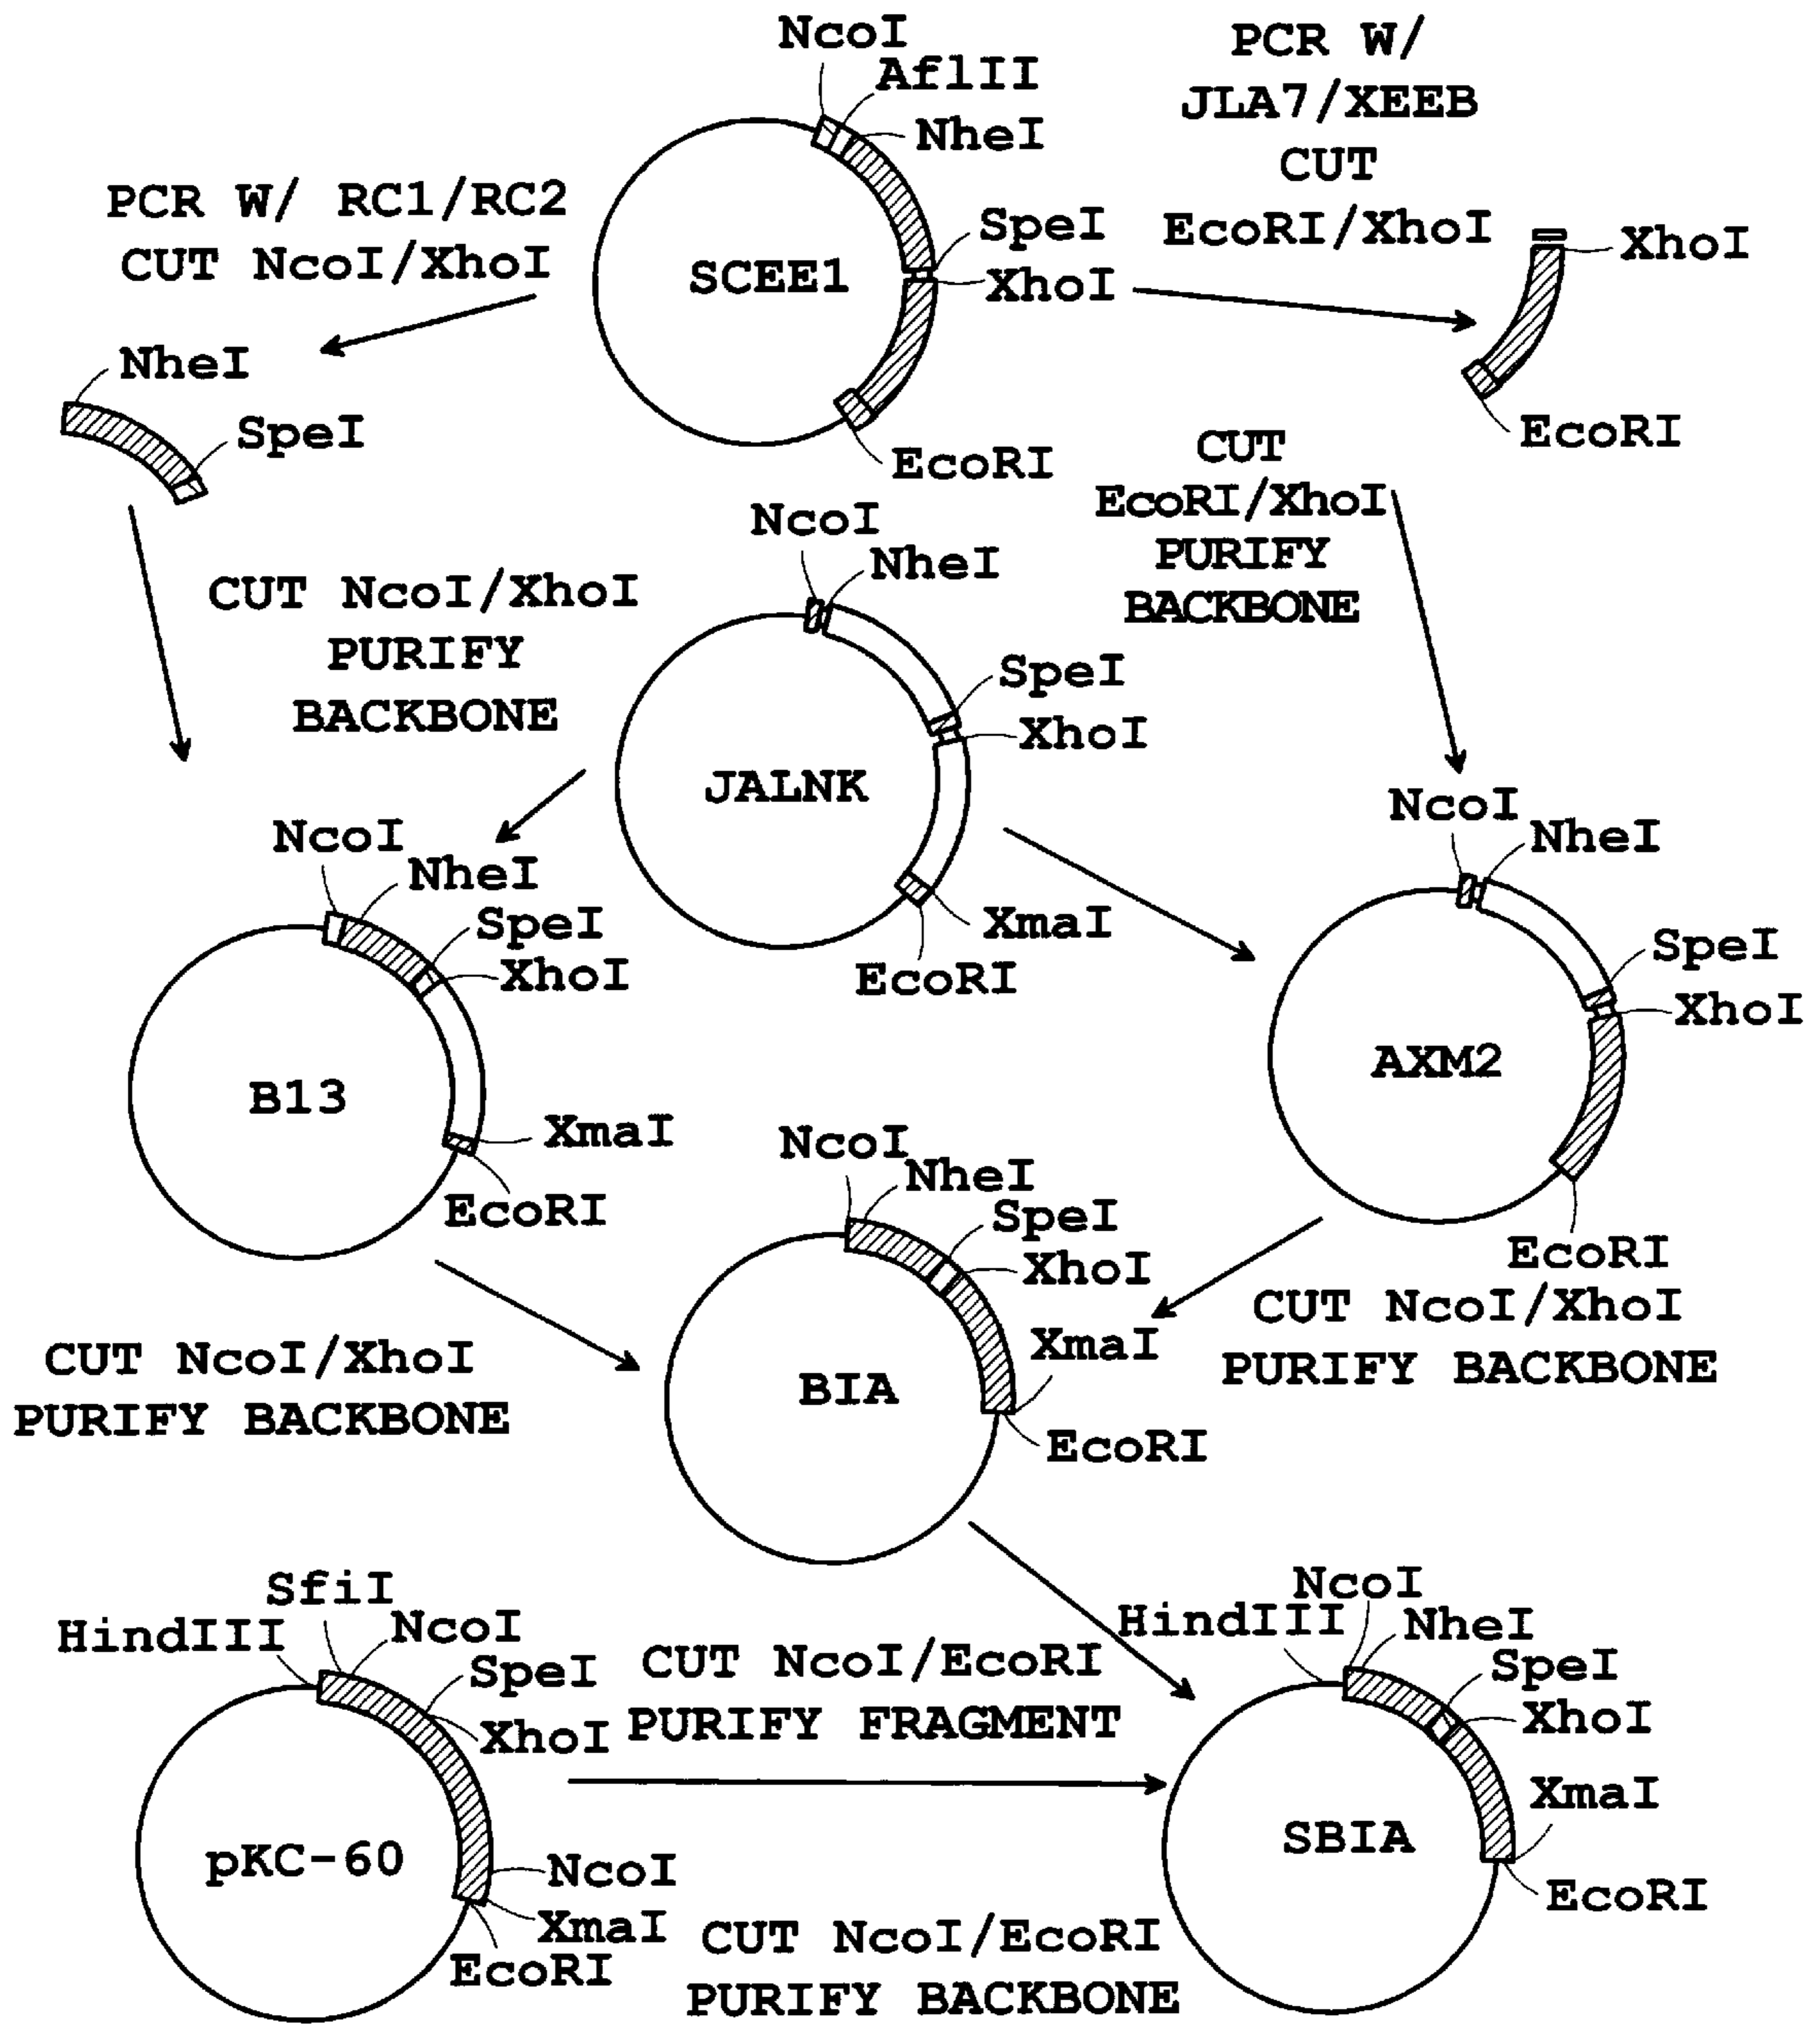 NcoI
AflII
NheI
SpeI
XhoI
SCEE1
EcoRI
PCR W/
JLA7/XEEB
CUT
EcoRI/XhoI
XhoI
EcoRI
PCR W/ RC1/RC2
CUT NcoI/XhoI
NheI
SpeI
CUT NcoI/XhoI
PURIFY
BACKBONE
NcoI
NheI
SpeI
XhoI
JALNK
XmaI
EcoRI
CUT
EcoRI/XhoI
PURIFY
BACKBONE
NcoI
NheI
SpeI
XhoI
B13
XmaI
EcoRI
NcoI
NheI
SpeI
XhoI
AXM2
EcoRI
CUT NcoI/XhoI
PURIFY BACKBONE
NcoI
NheI
SpeI
XhoI
XmaI
BIA
EcoRI
CUT NcoI/XhoI
PURIFY BACKBONE
SfiI
HindIII
NcoI
SpeI
XhoI
pKC-60
NcoI
XmaI
EcoRI
CUT NcoI/EcoRI
PURIFY FRAGMENT
CUT NcoI/EcoRI
PURIFY BACKBONE
NcoI
HindIII
NheI
SpeI
XhoI
XmaI
SBIA
EcoRI